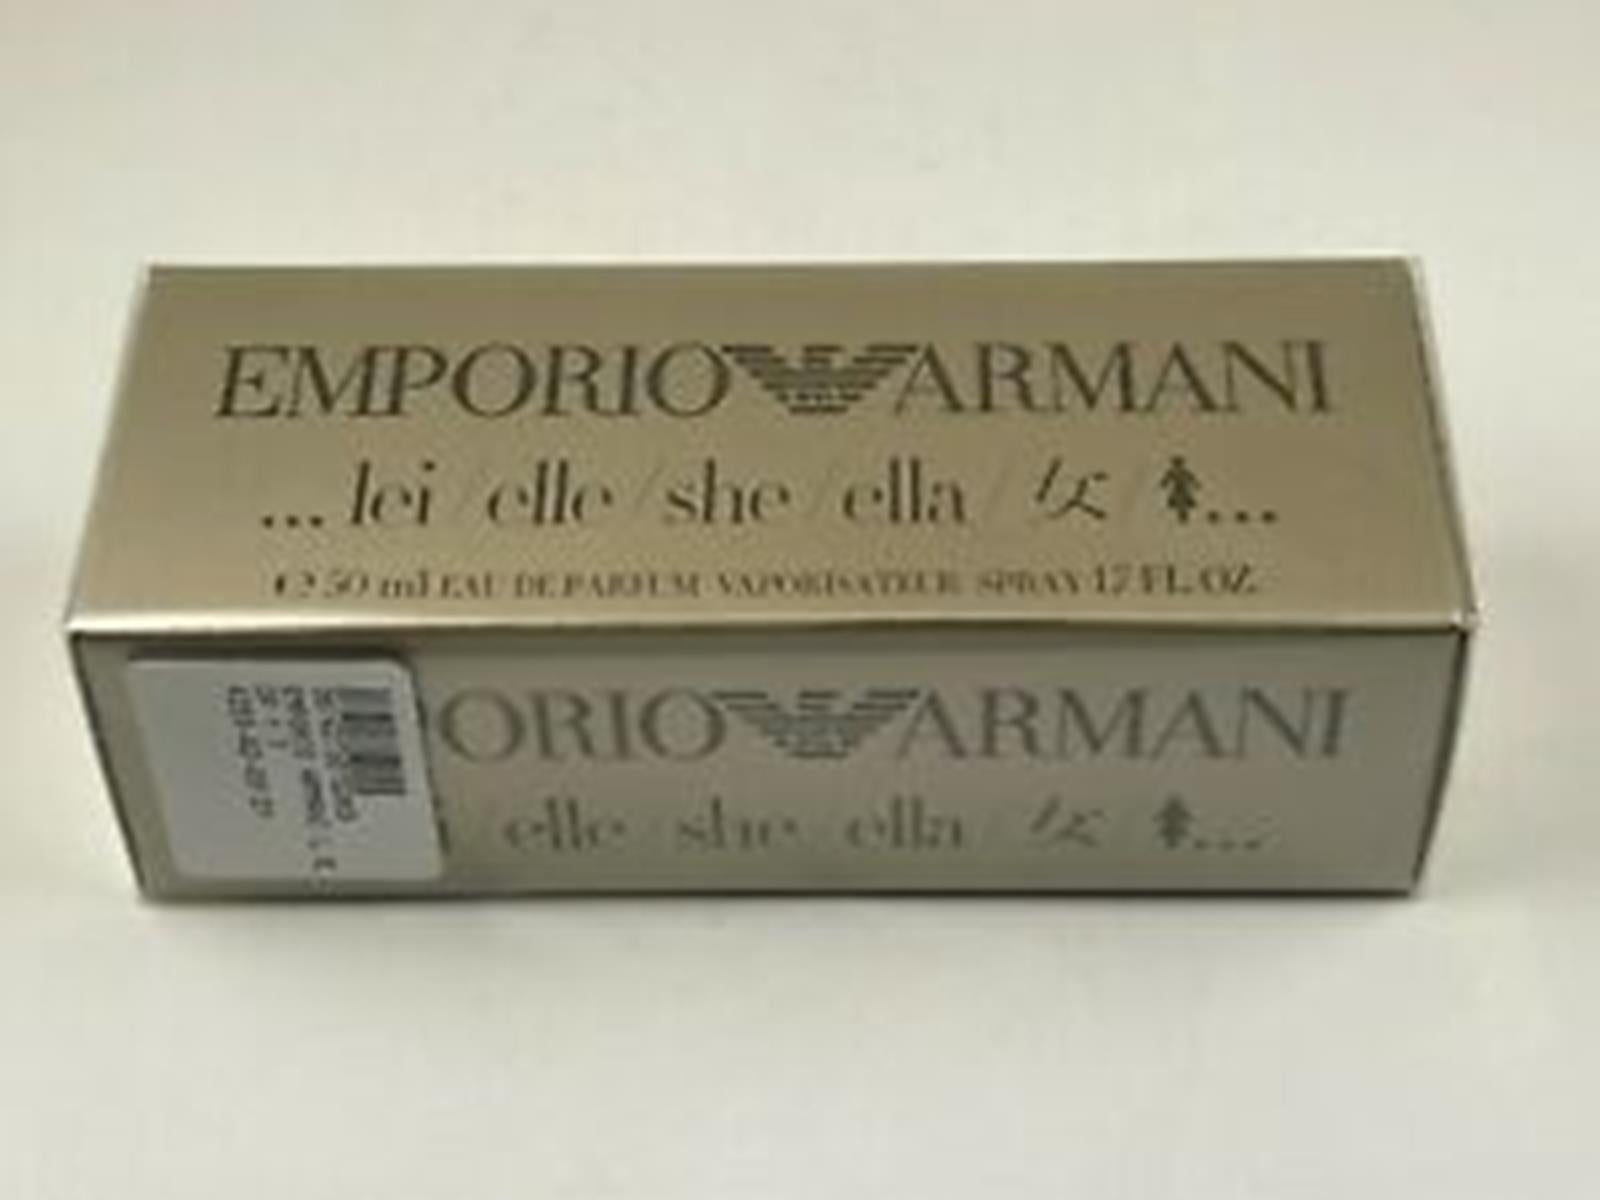 EMPORIO ARMANI
...lei/elle/she/ella/女/...
e 50 ml EAU DE PARFUM VAPORISATEUR SPRAY 1.7 FL. OZ.
ORIO ARMANI
elle/she/ella/女/...